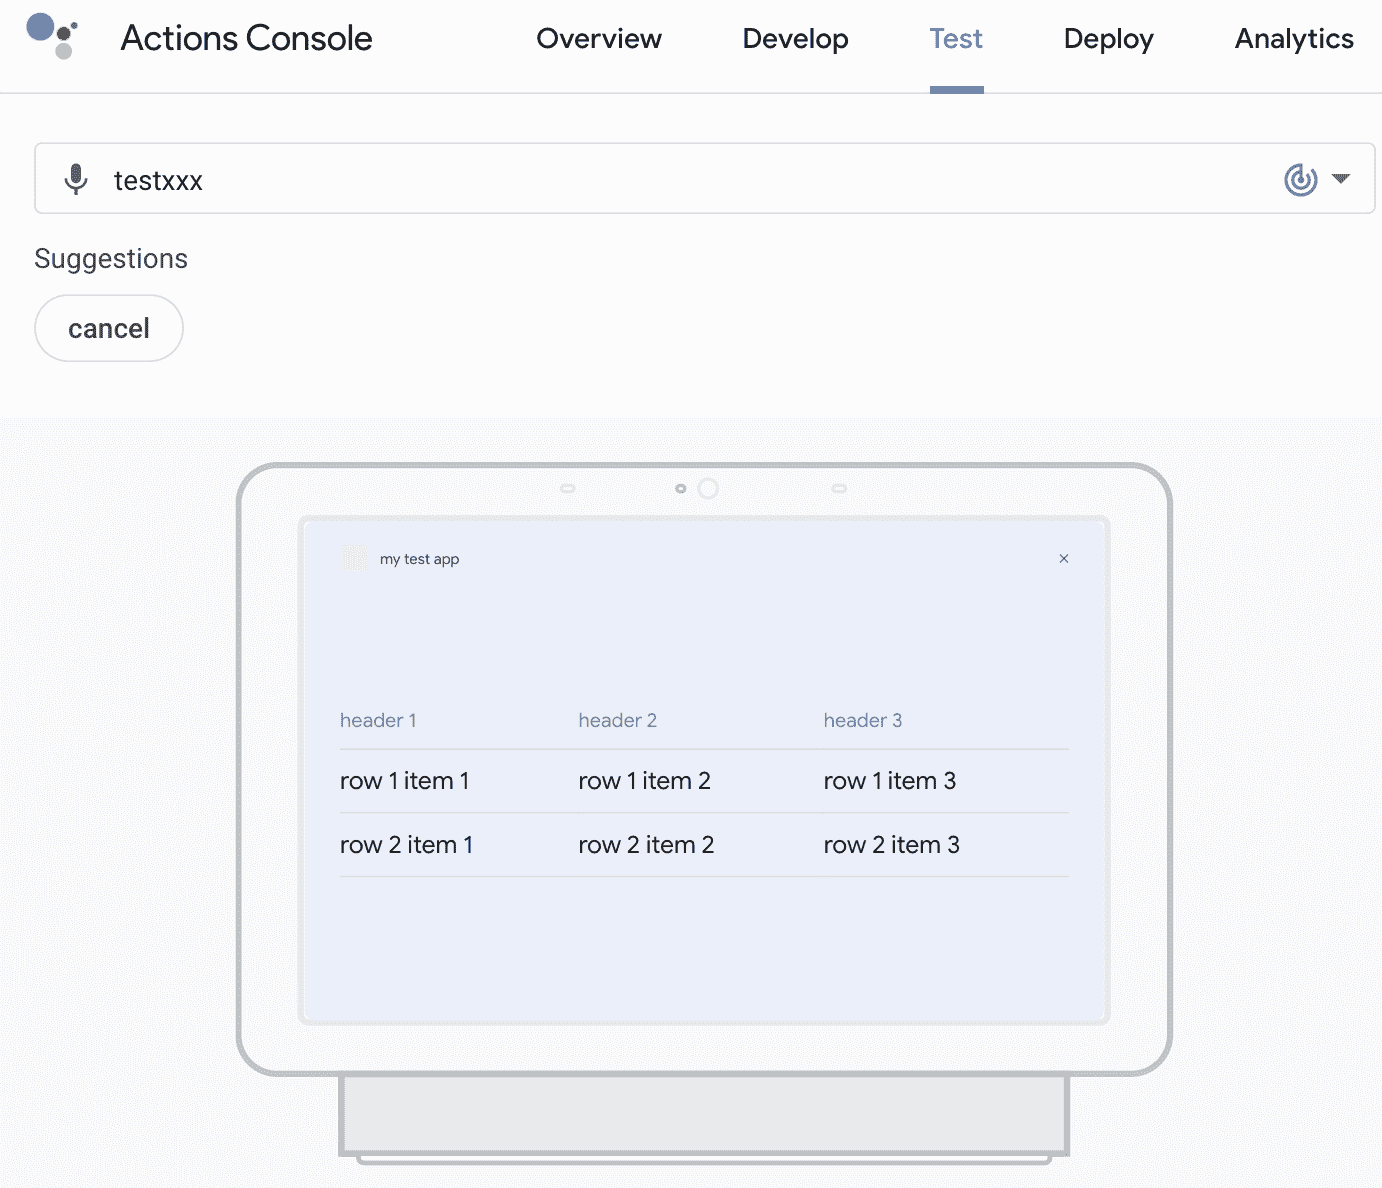 Actions Console Overview Develop Test Deploy Analytics
testxxx
Suggestions
cancel
my test app ×
header 1 header 2 header 3
row 1 item 1 row 1 item 2 row 1 item 3
row 2 item 1 row 2 item 2 row 2 item 3